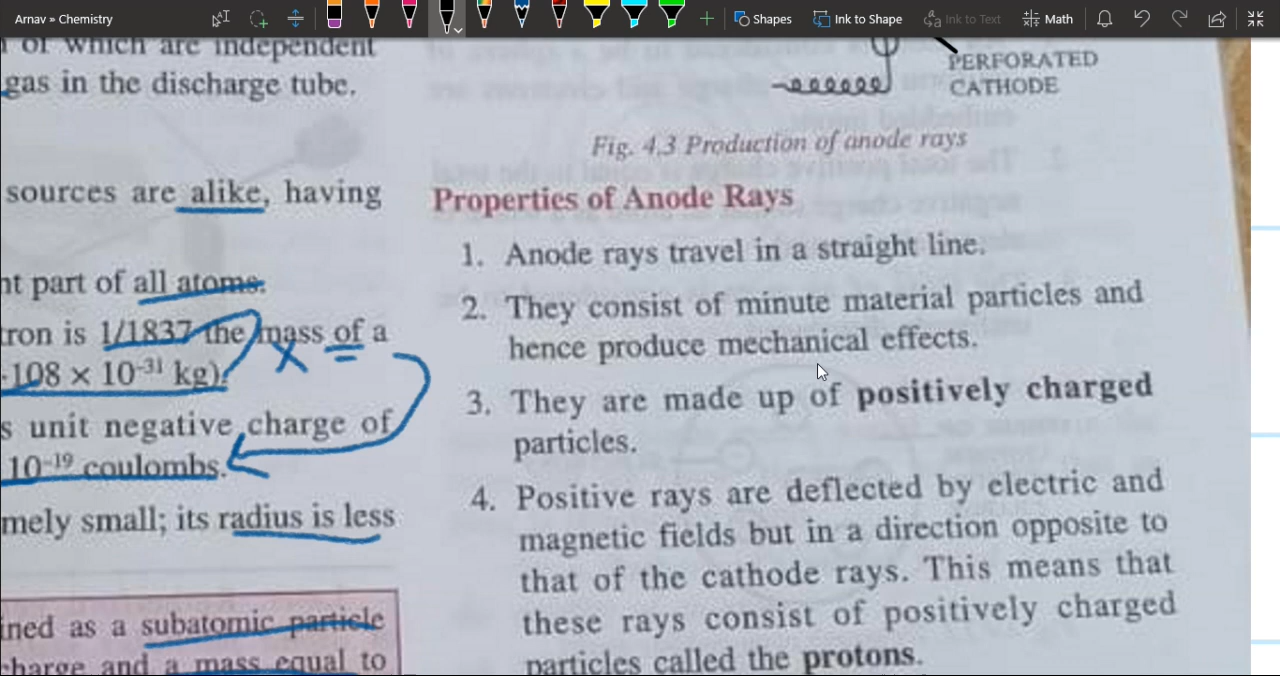 Arnav » Chemistry
Shapes
Ink to Shape
Ink to Text
Math
of which are independent
gas in the discharge tube.
sources are alike, having
nt part of all atoms.
tron is 1/1837 the mass of a
108 × 10⁻³¹ kg).
s unit negative charge of
10⁻¹⁹ coulombs.
mely small; its radius is less
ined as a subatomic particle
charge and a mass equal to
PERFORATED
CATHODE
Fig. 4.3 Production of anode rays
Properties of Anode Rays
1. Anode rays travel in a straight line.
2. They consist of minute material particles and
hence produce mechanical effects.
3. They are made up of positively charged
particles.
4. Positive rays are deflected by electric and
magnetic fields but in a direction opposite to
that of the cathode rays. This means that
these rays consist of positively charged
particles called the protons.